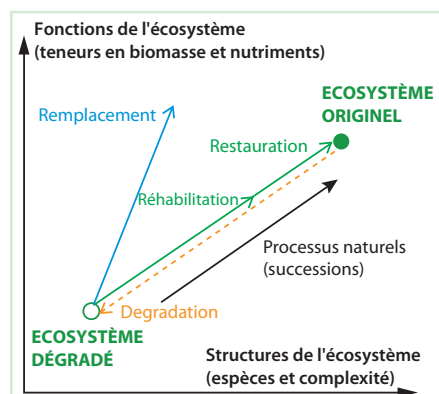 Fonctions de l'écosystème
(teneurs en biomasse et nutriments)
Remplacement
ECOSYSTÈME
ORIGINEL
Restauration
Réhabilitation
Processus naturels
(successions)
Degradation
ECOSYSTÈME
DÉGRADÉ
Structures de l'écosystème
(espèces et complexité)